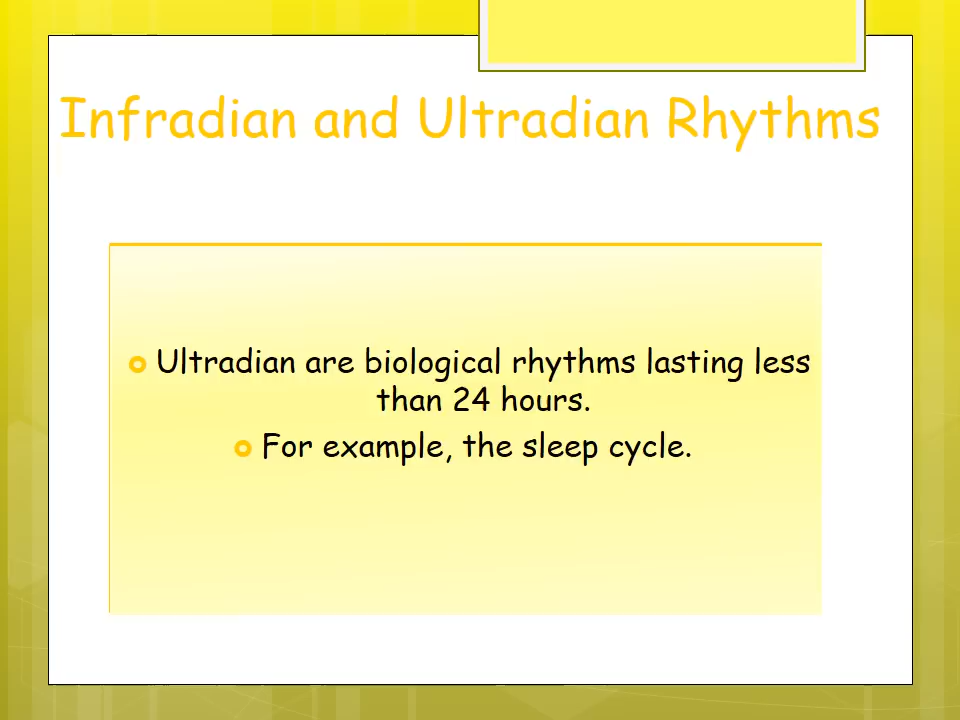 Infradian and Ultradian Rhythms
Ultradian are biological rhythms lasting less
than 24 hours.
For example, the sleep cycle.